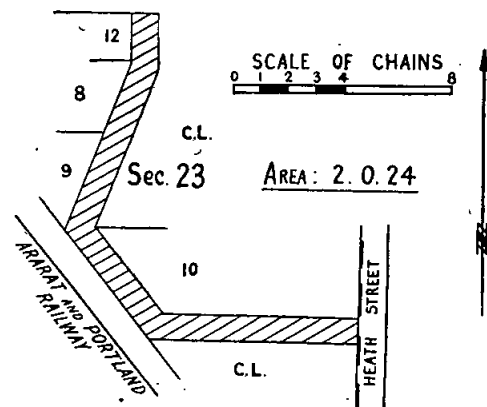 12
SCALE OF CHAINS
0 1 2 3 4 8
8
C.L.
9
Sec. 23
AREA: 2.0.24
10
ARARAT AND PORTLAND
RAILWAY
HEATH STREET
C.L.
N